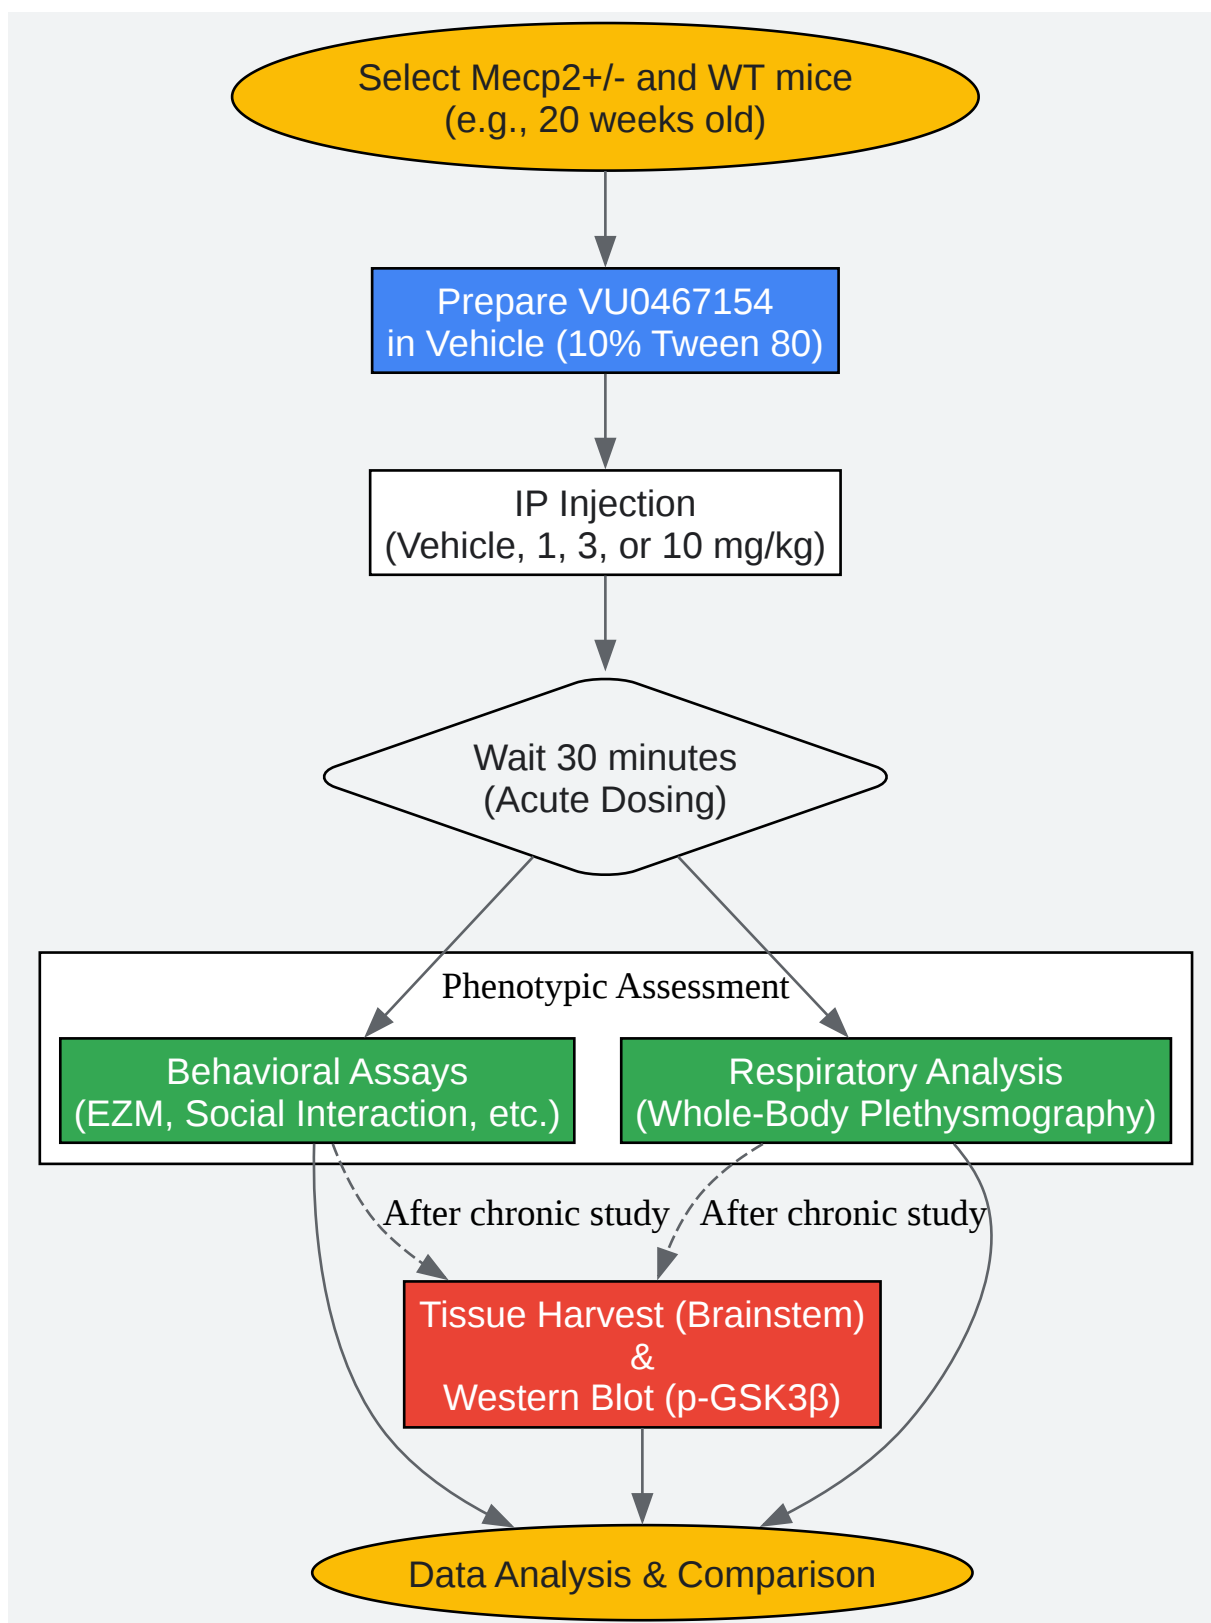 Select Mecp2+/- and WT mice
(e.g., 20 weeks old)
Prepare VU0467154
in Vehicle (10% Tween 80)
IP Injection
(Vehicle, 1, 3, or 10 mg/kg)
Wait 30 minutes
(Acute Dosing)
Phenotypic Assessment
Behavioral Assays
(EZM, Social Interaction, etc.)
Respiratory Analysis
(Whole-Body Plethysmography)
After chronic study
After chronic study
Tissue Harvest (Brainstem)
&
Western Blot (p-GSK3β)
Data Analysis & Comparison